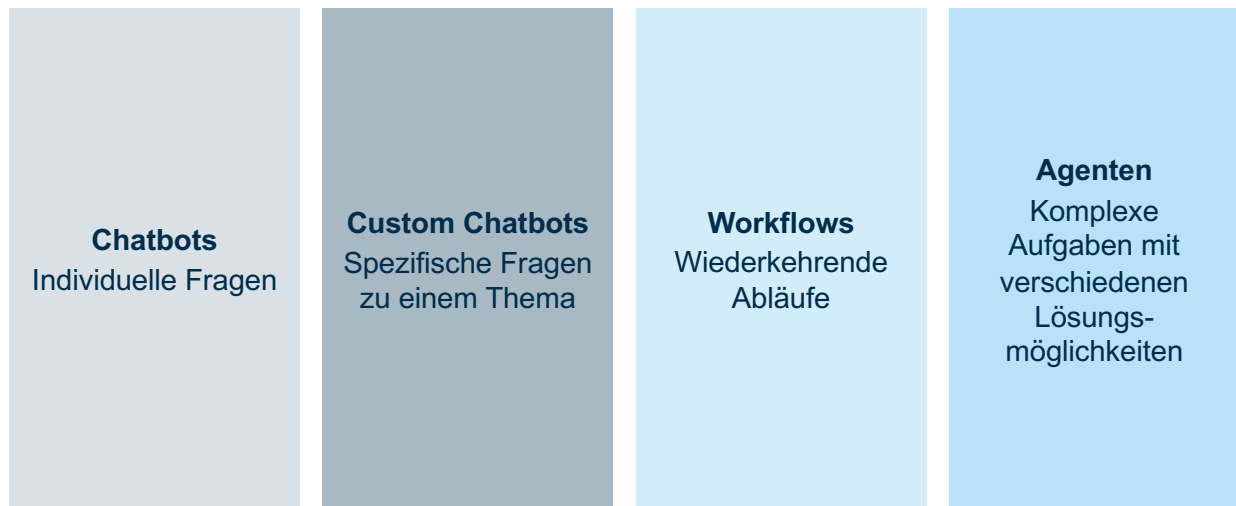 Chatbots
Individuelle Fragen
Custom Chatbots
Spezifische Fragen
zu einem Thema
Workflows
Wiederkehrende
Abläufe
Agenten
Komplexe
Aufgaben mit
verschiedenen
Lösungs-
möglichkeiten